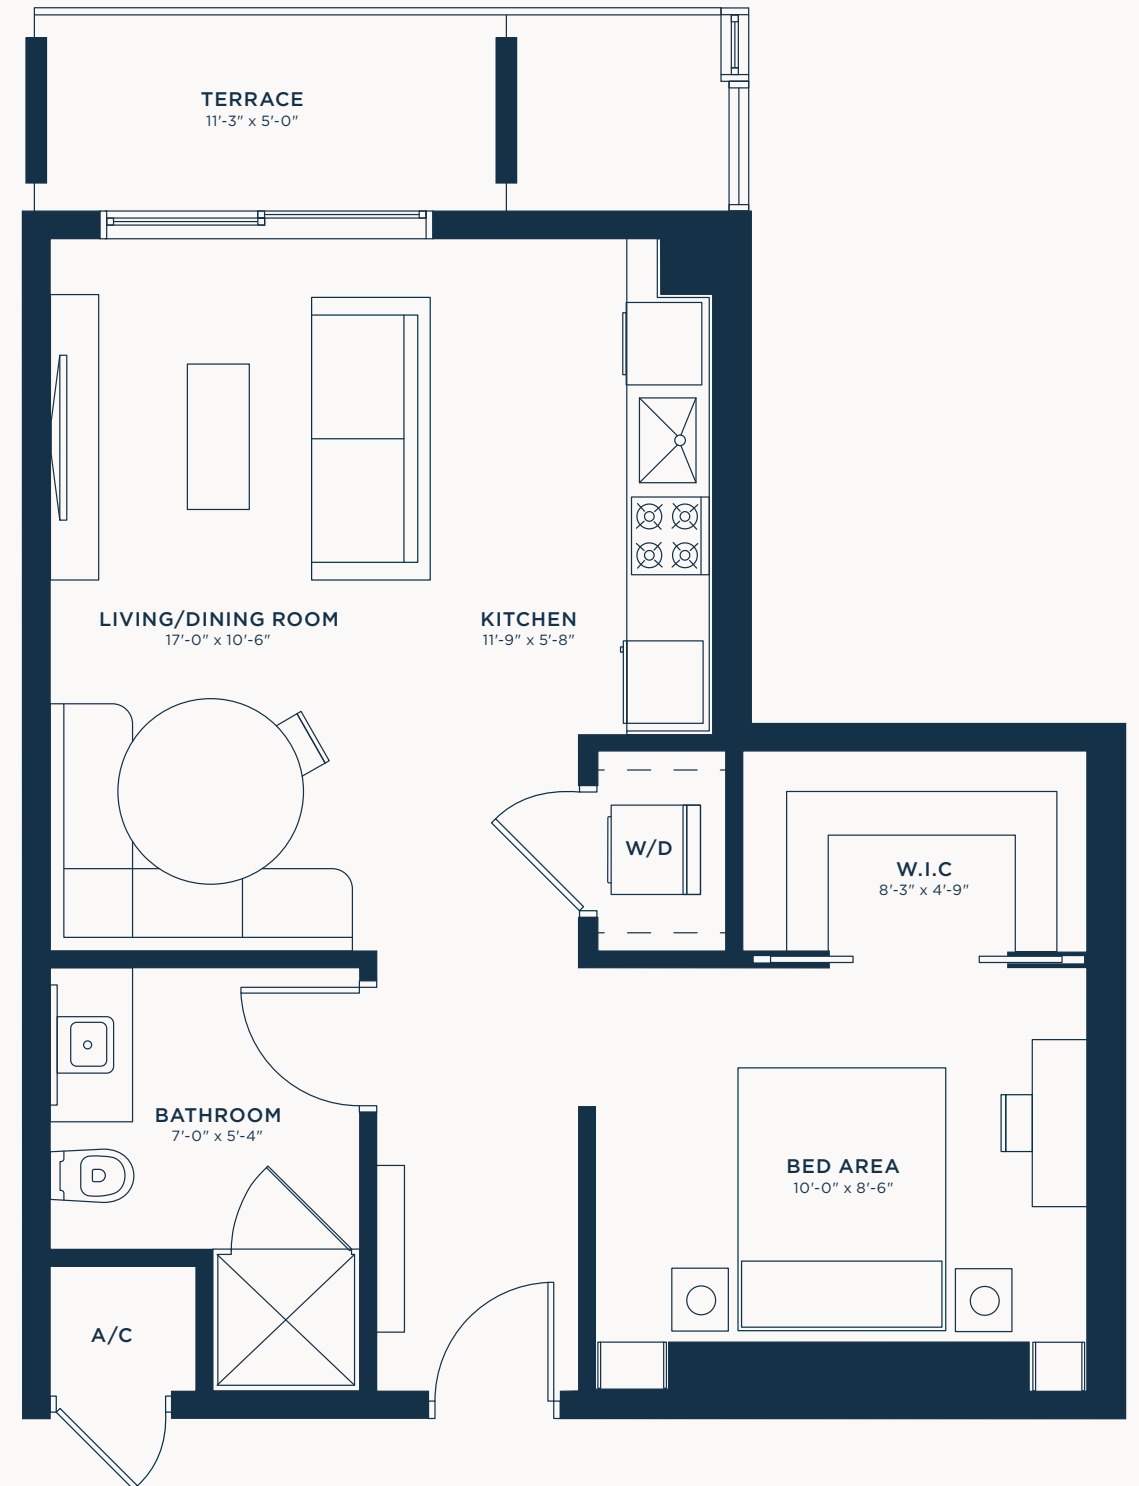 TERRACE
11'-3" x 5'-0"
LIVING/DINING ROOM
17'-0" x 10'-6"
KITCHEN
11'-9" x 5'-8"
W/D
W.I.C
8'-3" x 4'-9"
BATHROOM
7'-0" x 5'-4"
BED AREA
10'-0" x 8'-6"
A/C